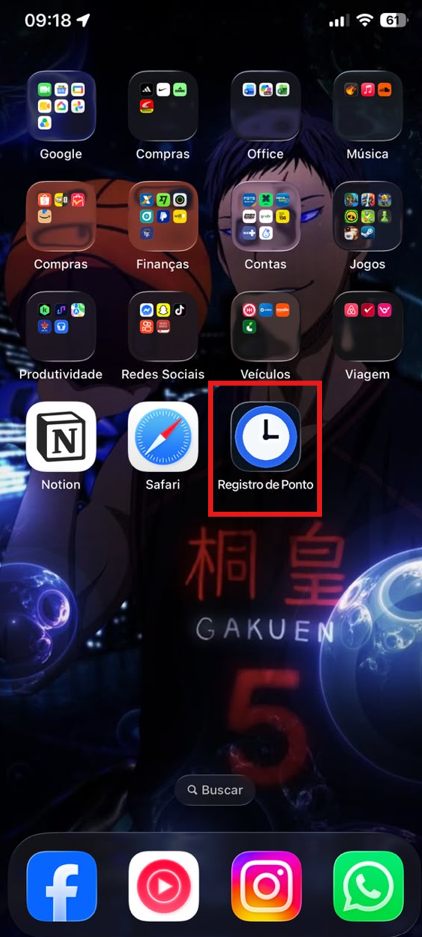 09:18
61
Google
Compras
Office
Música
Compras
Finanças
Contas
Jogos
Produtividade
Redes Sociais
Veículos
Viagem
N
Notion
Safari
Registro de Ponto
桐皇
GAKUEN
5
Buscar